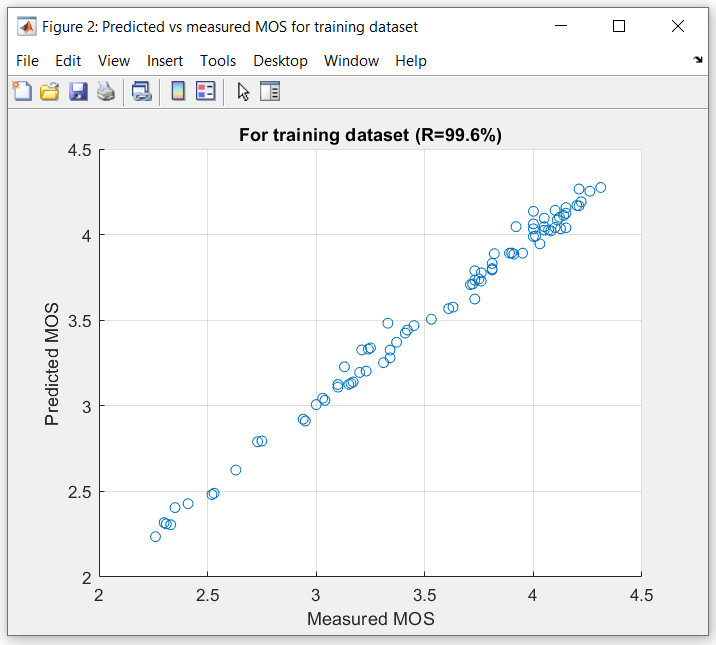 Figure 2: Predicted vs measured MOS for training dataset
File Edit View Insert Tools Desktop Window Help
For training dataset (R=99.6%)
4.5
4
3.5
3
2.5
2
Predicted MOS
2 2.5 3 3.5 4 4.5
Measured MOS